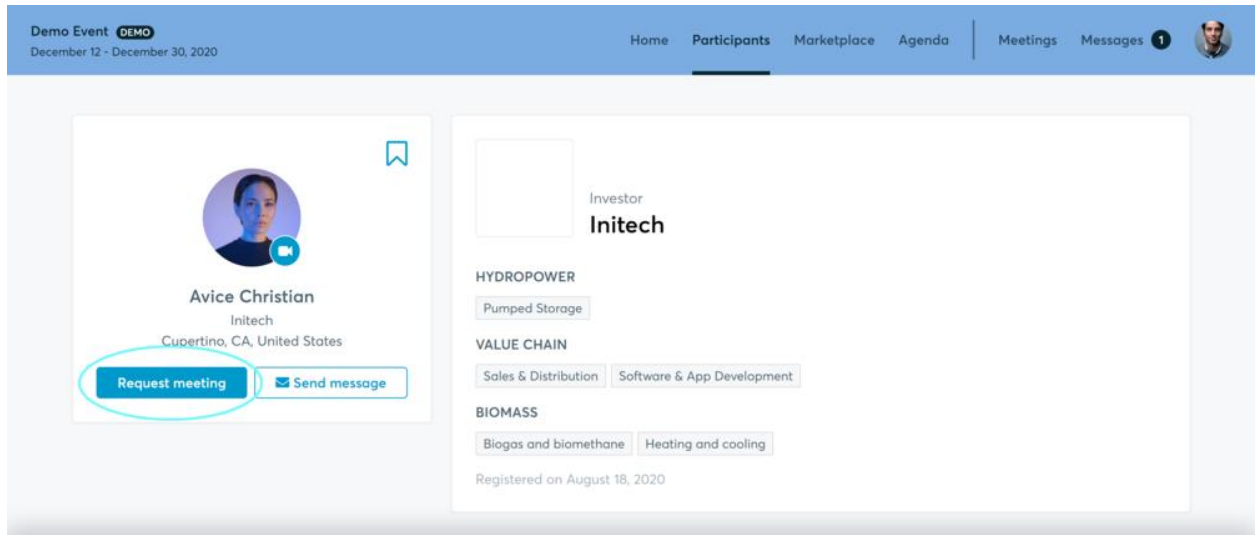 Demo Event DEMO
December 12 - December 30, 2020
Home Participants Marketplace Agenda Meetings Messages 1
Avice Christian
Initech
Cupertino, CA, United States
Request meeting Send message
Investor
Initech
HYDROPOWER
Pumped Storage
VALUE CHAIN
Sales & Distribution Software & App Development
BIOMASS
Biogas and biomethane Heating and cooling
Registered on August 18, 2020